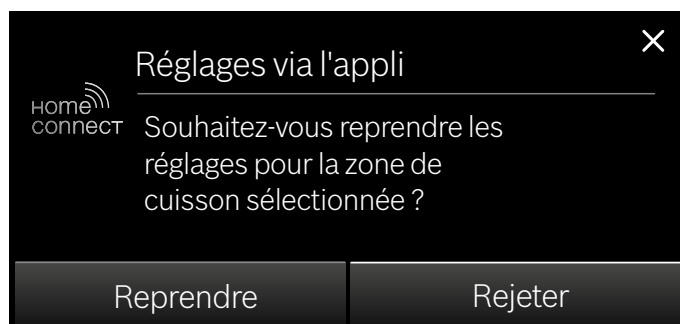 Réglages via l'appli
HOME
CONNECT
Souhaitez-vous reprendre les
réglages pour la zone de
cuisson sélectionnée ?
Reprendre
Rejeter